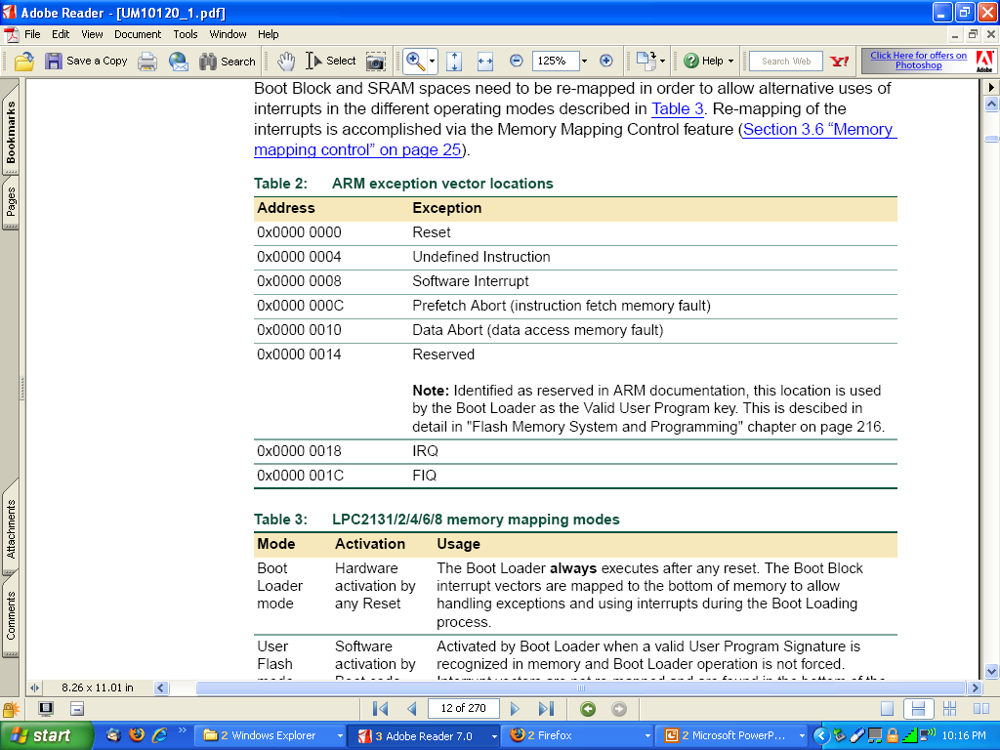 Adobe Reader - [UM10120_1.pdf]
File Edit View Document Tools Window Help
Save a Copy Search Select 125% Help Search Web Y! Click Here for offers on Photoshop Adobe
Bookmarks
Pages
Attachments
Comments
Boot Block and SRAM spaces need to be re-mapped in order to allow alternative uses of
interrupts in the different operating modes described in Table 3. Re-mapping of the
interrupts is accomplished via the Memory Mapping Control feature (Section 3.6 “Memory
mapping control” on page 25).
Table 2: ARM exception vector locations
Address Exception
0x0000 0000 Reset
0x0000 0004 Undefined Instruction
0x0000 0008 Software Interrupt
0x0000 000C Prefetch Abort (instruction fetch memory fault)
0x0000 0010 Data Abort (data access memory fault)
0x0000 0014 Reserved
Note: Identified as reserved in ARM documentation, this location is used
by the Boot Loader as the Valid User Program key. This is descibed in
detail in "Flash Memory System and Programming" chapter on page 216.
0x0000 0018 IRQ
0x0000 001C FIQ
Table 3: LPC2131/2/4/6/8 memory mapping modes
Mode Activation Usage
Boot Hardware The Boot Loader always executes after any reset. The Boot Block
Loader activation by interrupt vectors are mapped to the bottom of memory to allow
mode any Reset handling exceptions and using interrupts during the Boot Loading
process.
User Software Activated by Boot Loader when a valid User Program Signature is
Flash activation by recognized in memory and Boot Loader operation is not forced.
8.26 x 11.01 in
12 of 270
start 2 Windows Explorer 3 Adobe Reader 7.0 2 Firefox 2 Microsoft PowerP... 10:16 PM